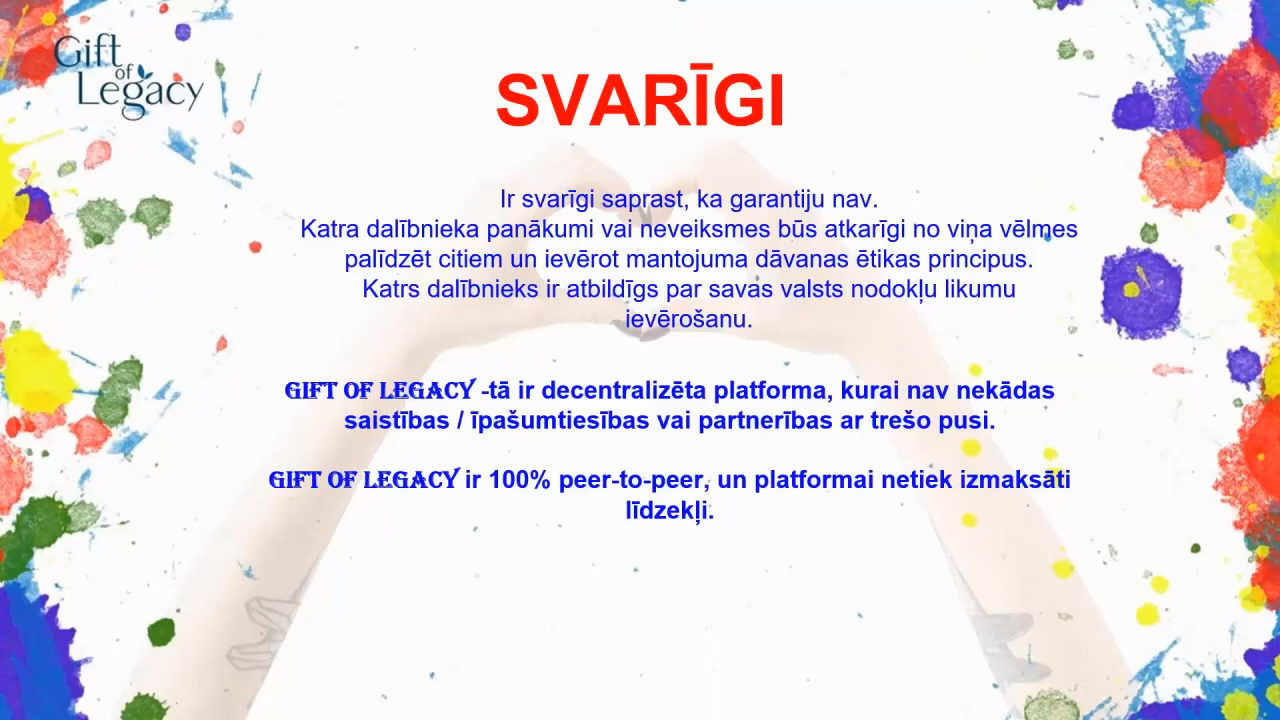 Gift
of
Legacy
SVARĪGI
Ir svarīgi saprast, ka garantiju nav.
Katra dalībnieka panākumi vai neveiksmes būs atkarīgi no viņa vēlmes
palīdzēt citiem un ievērot mantojuma dāvanas ētikas principus.
Katrs dalībnieks ir atbildīgs par savas valsts nodokļu likumu
ievērošanu.
GIFT OF LEGACY -tā ir decentralizēta platforma, kurai nav nekādas
saistības / īpašumtiesības vai partnerības ar trešo pusi.
GIFT OF LEGACY ir 100% peer-to-peer, un platformai netiek izmaksāti
līdzekļi.